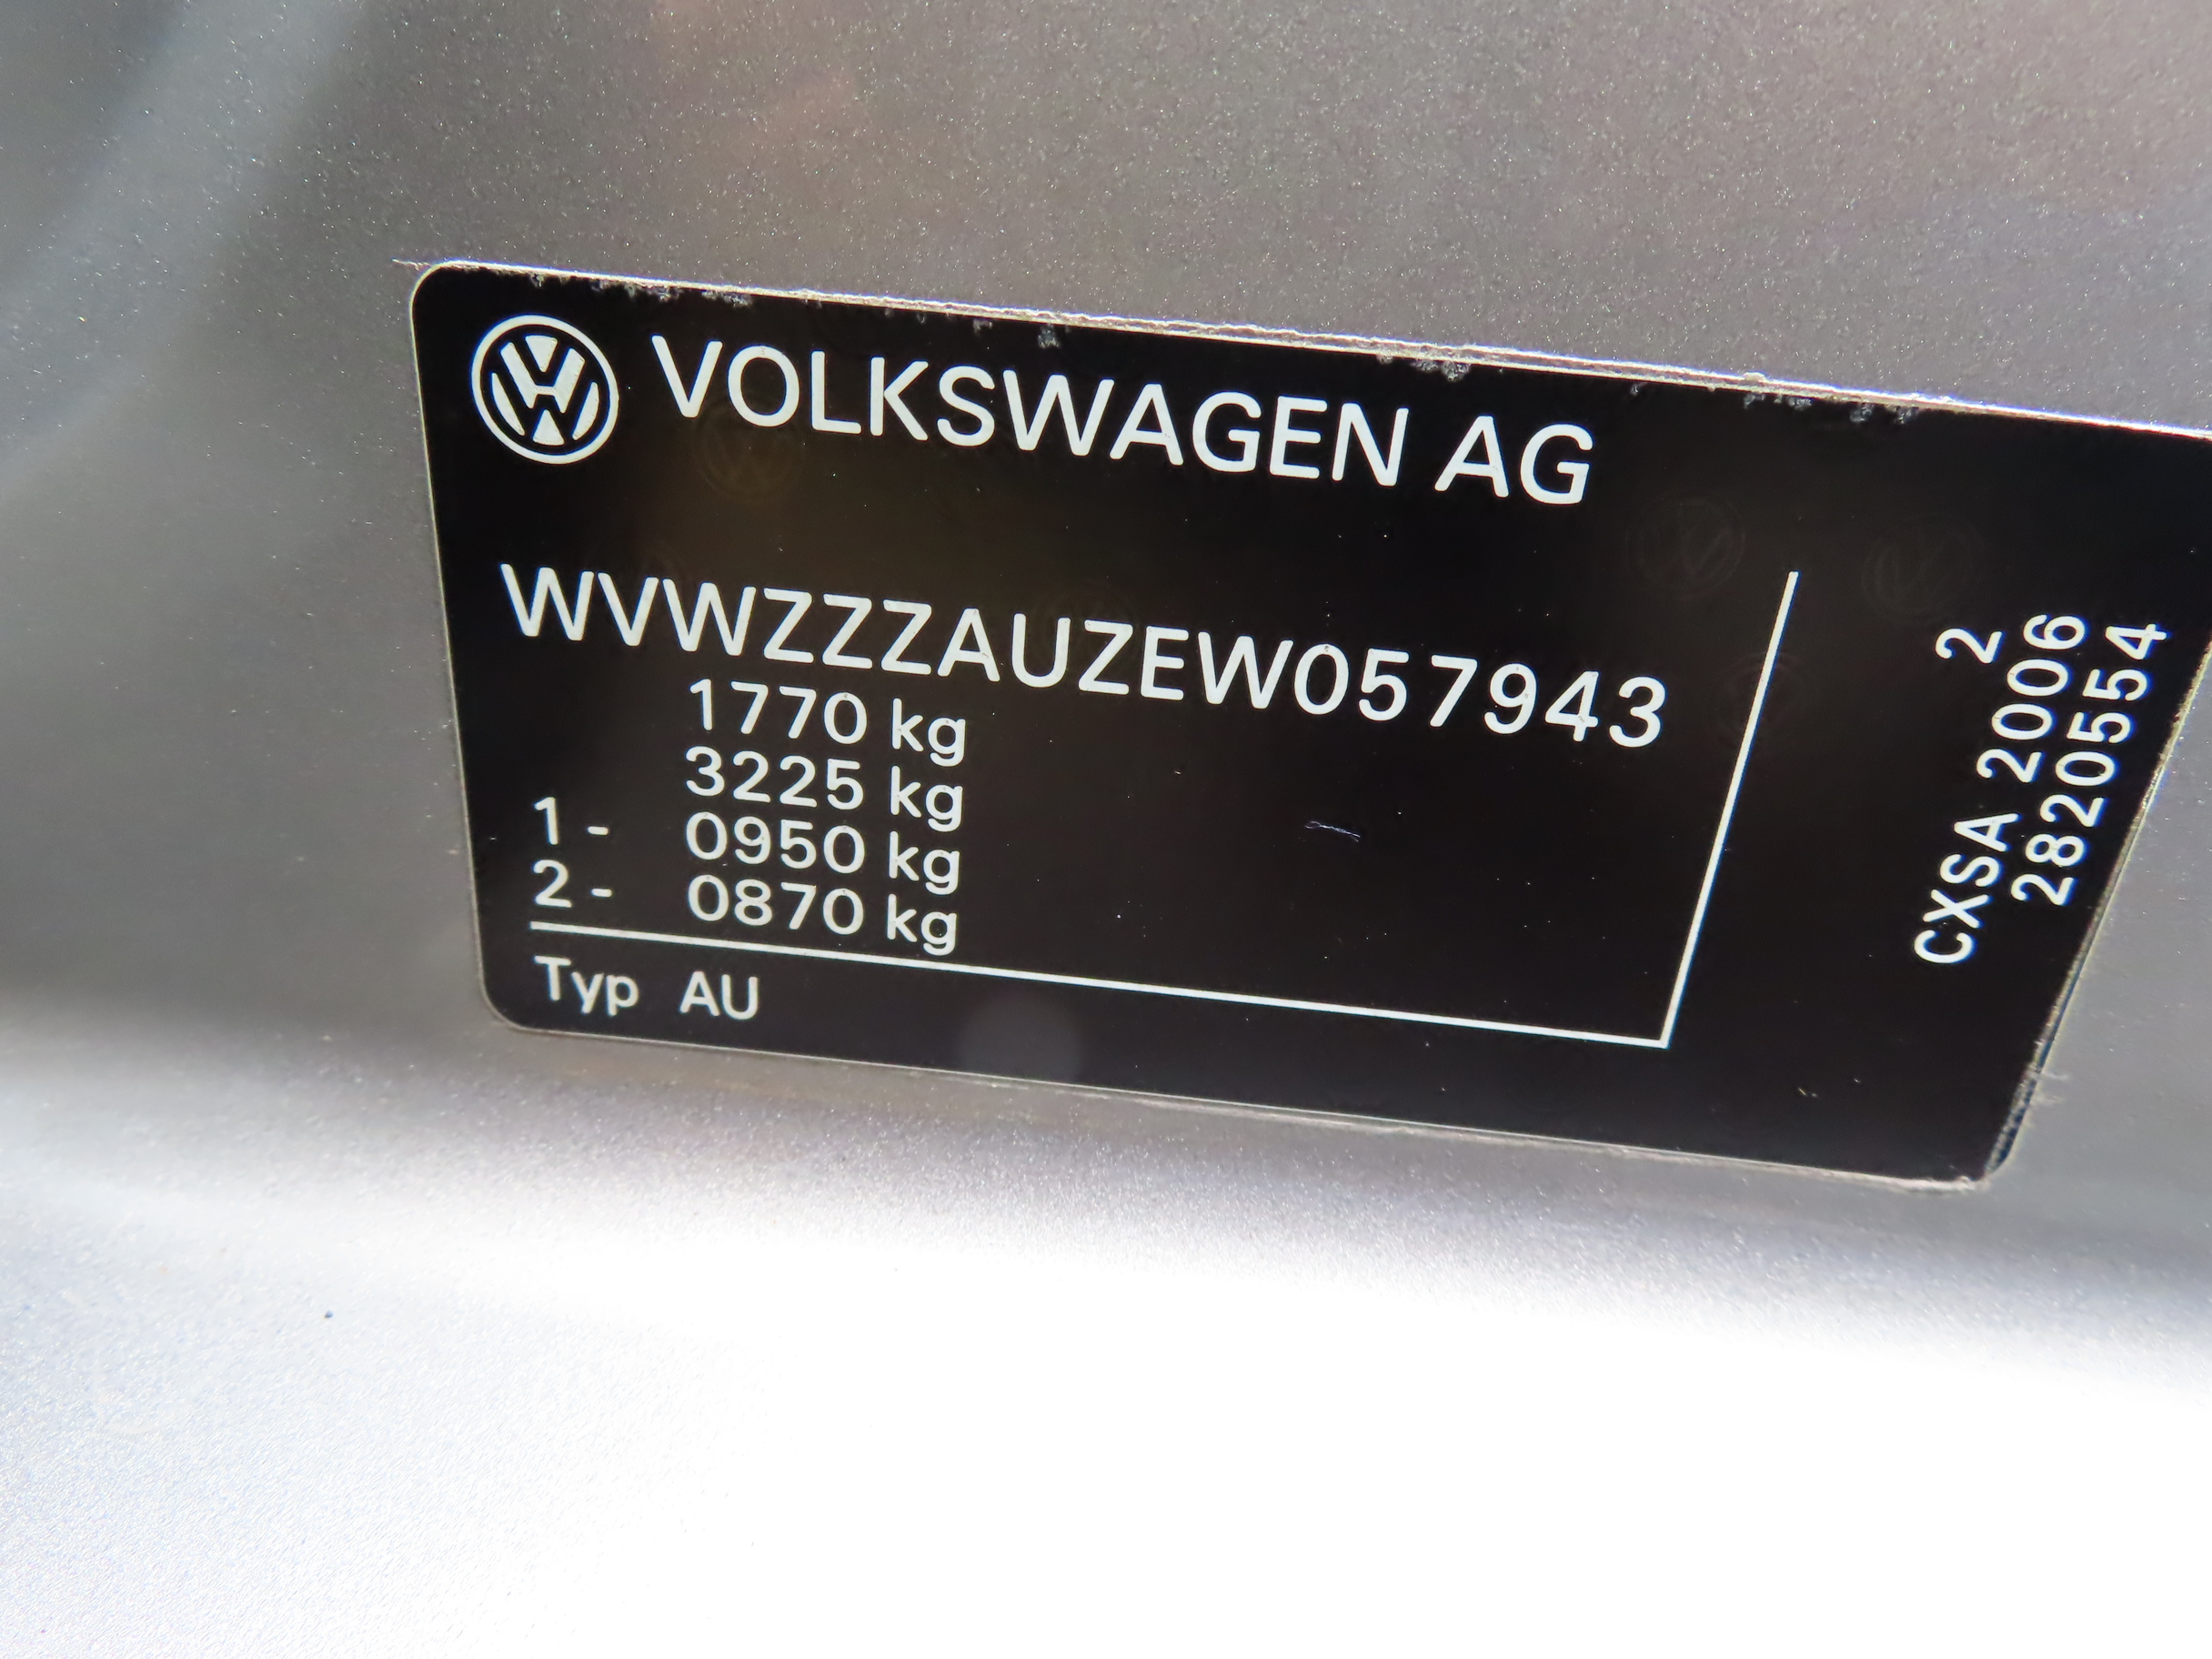 VOLKSWAGEN AG
WVWZZZAUZEW057943
1770 kg
3225 kg
1 - 0950 kg
2 - 0870 kg
Typ AU
2
CXSA 2006
2820554